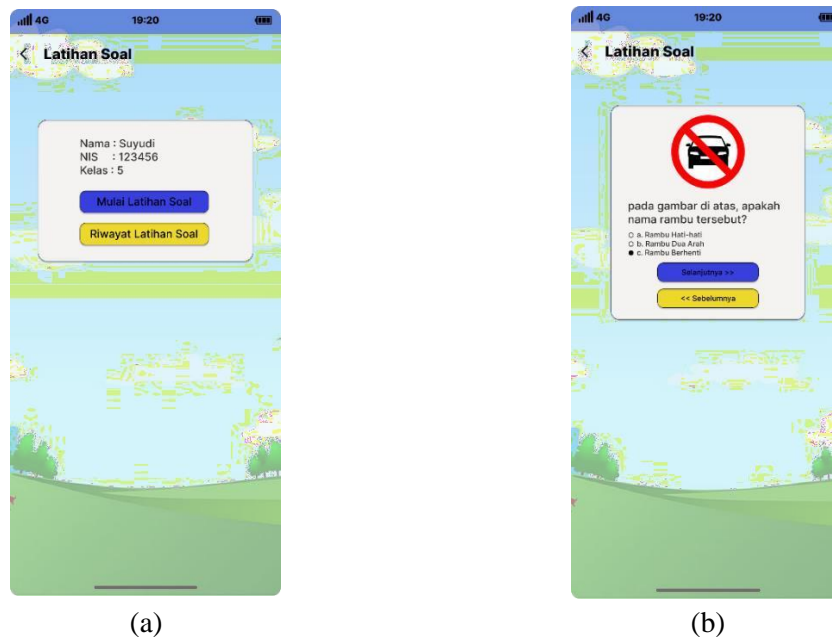 4G 19:20
Latihan Soal
Nama : Suyudi
NIS : 123456
Kelas : 5
Mulai Latihan Soal
Riwayat Latihan Soal
(a)
4G 19:20
Latihan Soal
pada gambar di atas, apakah
nama rambu tersebut?
a. Rambu Hati-hati
b. Rambu Dua Arah
c. Rambu Berhenti
Selanjutnya >>
<< Sebelumnya
(b)